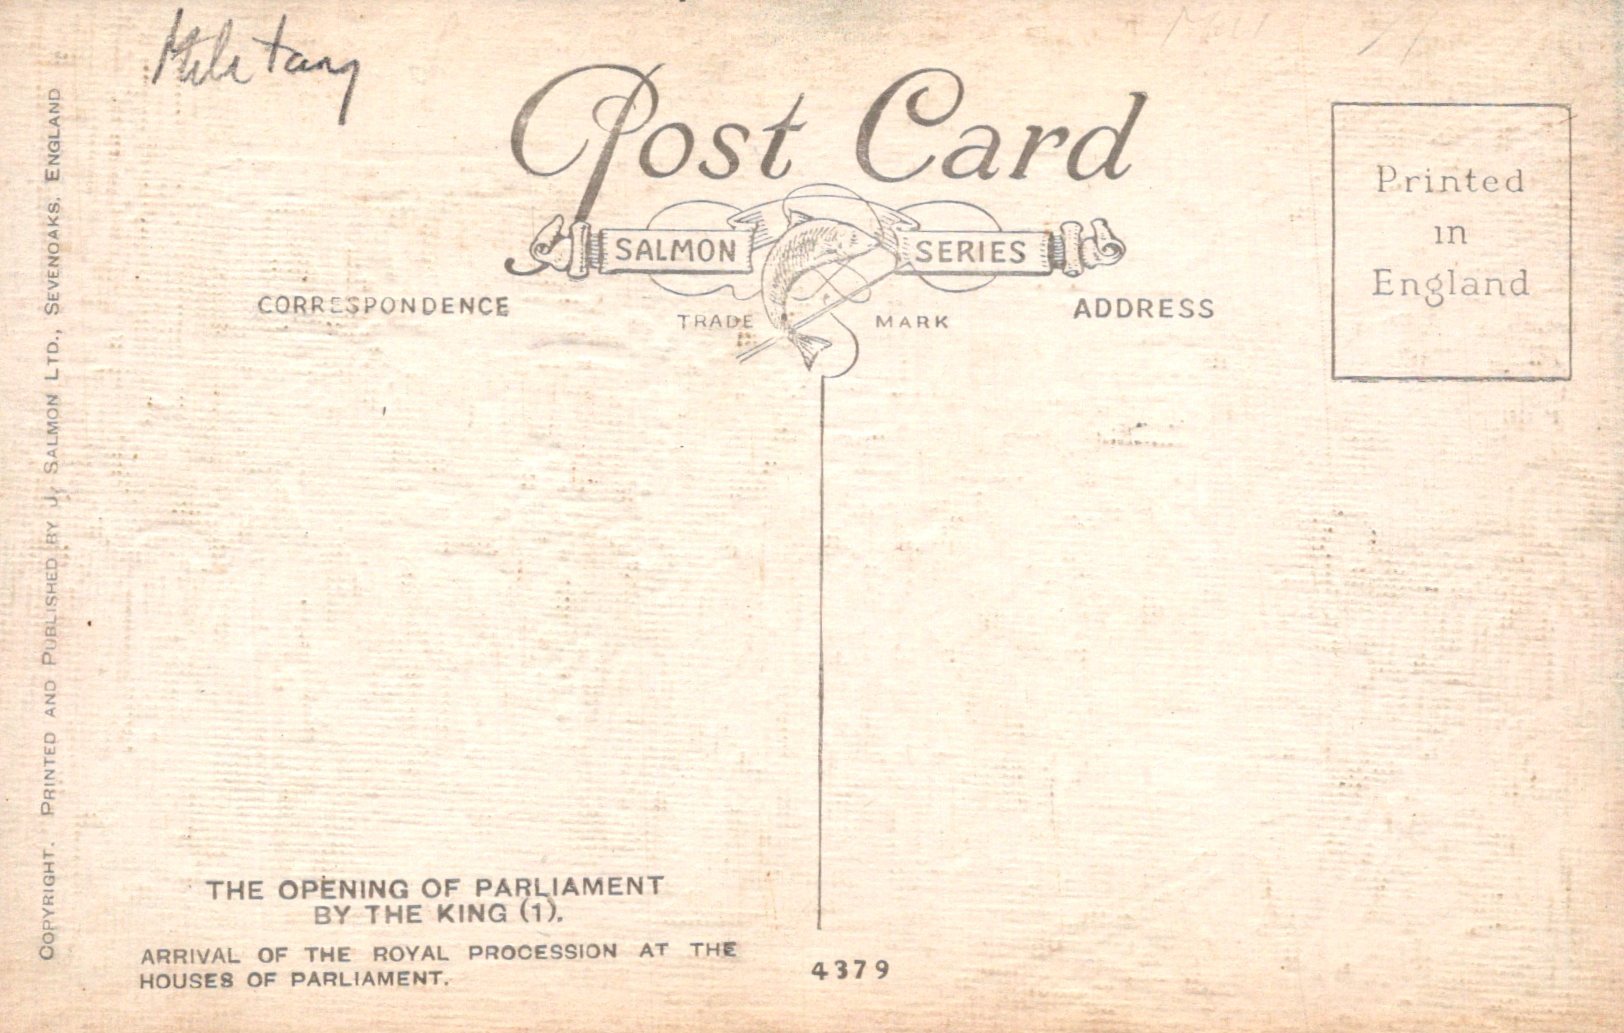 Military
Post Card
SALMON SERIES
TRADE MARK
CORRESPONDENCE
ADDRESS
Printed
in
England
COPYRIGHT. PRINTED AND PUBLISHED BY J. SALMON LTD., SEVENOAKS, ENGLAND
THE OPENING OF PARLIAMENT
BY THE KING (1).
ARRIVAL OF THE ROYAL PROCESSION AT THE
HOUSES OF PARLIAMENT.
4379